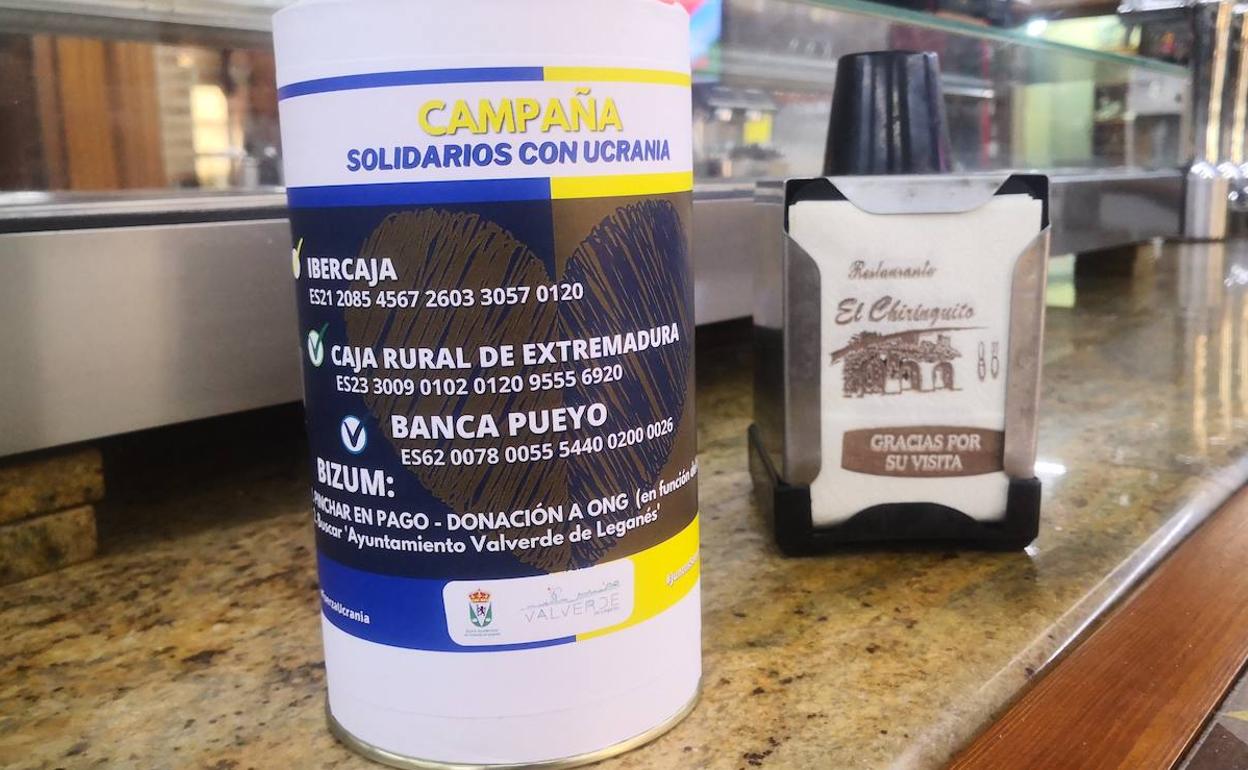 CAMPAÑA
SOLIDARIOS CON UCRANIA
IBERCAJA
ES21 2085 4567 2603 3057 0120
CAJA RURAL DE EXTREMADURA
ES23 3009 0102 0120 9555 6920
BANCA PUEYO
ES62 0078 0055 5440 0200 0026
BIZUM:
PINCHAR EN PAGO - DONACIÓN A ONG (en función
Buscar 'Ayuntamiento Valverde de Leganés'
VALVERDE
Restaurante
El Chirínguito
GRACIAS POR
SU VISITA